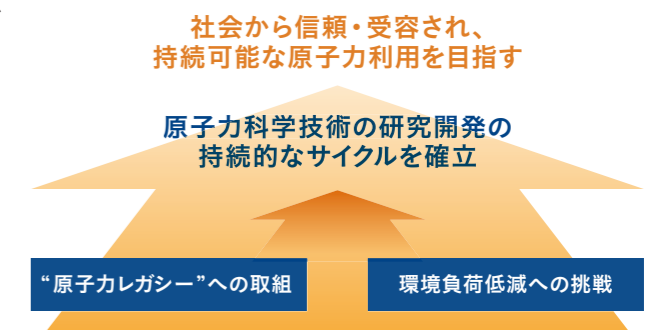 社会から信頼・受容され、
持続可能な原子力利用を目指す
原子力科学技術の研究開発の
持続的なサイクルを確立
“原子力レガシー”への取組
環境負荷低減への挑戦